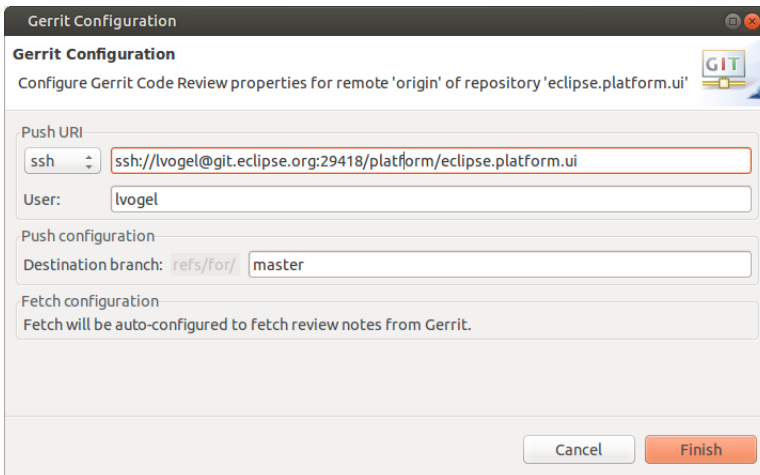 Gerrit Configuration
Gerrit Configuration
Configure Gerrit Code Review properties for remote 'origin' of repository 'eclipse.platform.ui'
GIT
Push URI
ssh ssh://lvogel@git.eclipse.org:29418/platform/eclipse.platform.ui
User: lvogel
Push configuration
Destination branch: refs/for/ master
Fetch configuration
Fetch will be auto-configured to fetch review notes from Gerrit.
Cancel Finish